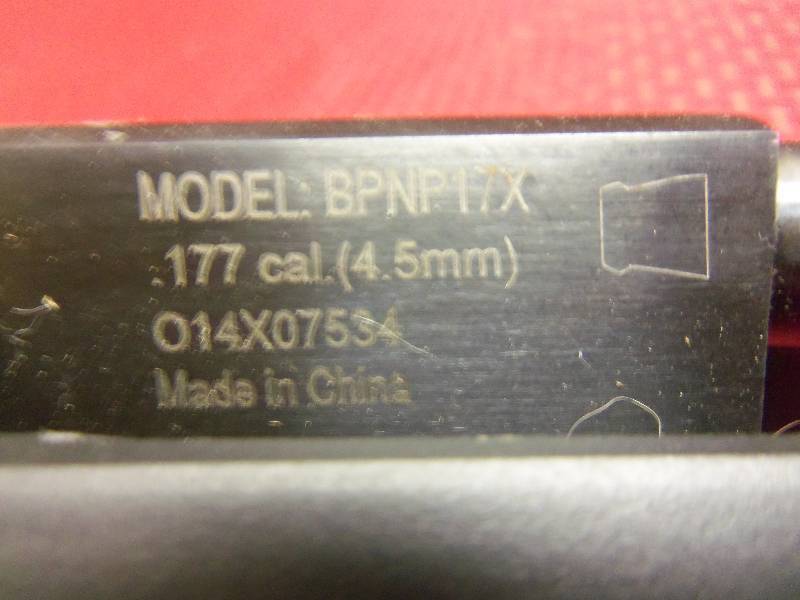 MODEL. BPNP17X
.177 cal.(4.5mm)
O14X07534
Made in China